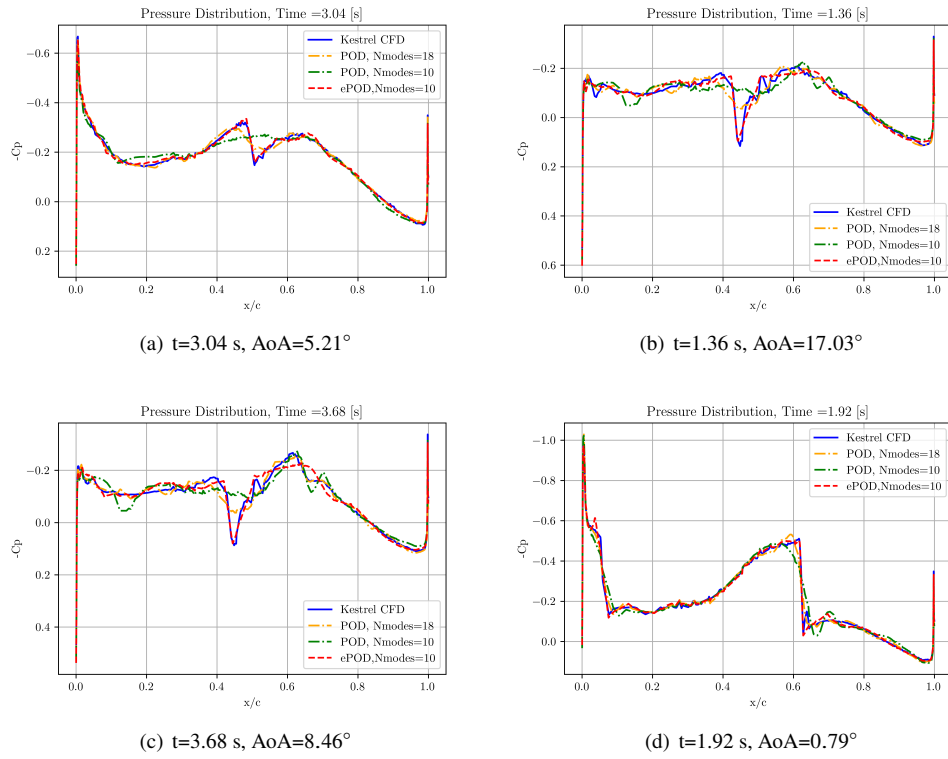 Pressure Distribution, Time =3.04 [s]
-Cp
−0.6
−0.4
−0.2
0.0
0.2
Kestrel CFD
POD, Nmodes=18
POD, Nmodes=10
ePOD,Nmodes=10
0.0 0.2 0.4 0.6 0.8 1.0
x/c
(a) t=3.04 s, AoA=5.21°
Pressure Distribution, Time =1.36 [s]
-Cp
−0.2
0.0
0.2
0.4
0.6
Kestrel CFD
POD, Nmodes=18
POD, Nmodes=10
ePOD,Nmodes=10
0.0 0.2 0.4 0.6 0.8 1.0
x/c
(b) t=1.36 s, AoA=17.03°
Pressure Distribution, Time =3.68 [s]
-Cp
−0.2
0.0
0.2
0.4
Kestrel CFD
POD, Nmodes=18
POD, Nmodes=10
ePOD,Nmodes=10
0.0 0.2 0.4 0.6 0.8 1.0
x/c
(c) t=3.68 s, AoA=8.46°
Pressure Distribution, Time =1.92 [s]
-Cp
−1.0
−0.8
−0.6
−0.4
−0.2
0.0
Kestrel CFD
POD, Nmodes=18
POD, Nmodes=10
ePOD,Nmodes=10
0.0 0.2 0.4 0.6 0.8 1.0
x/c
(d) t=1.92 s, AoA=0.79°